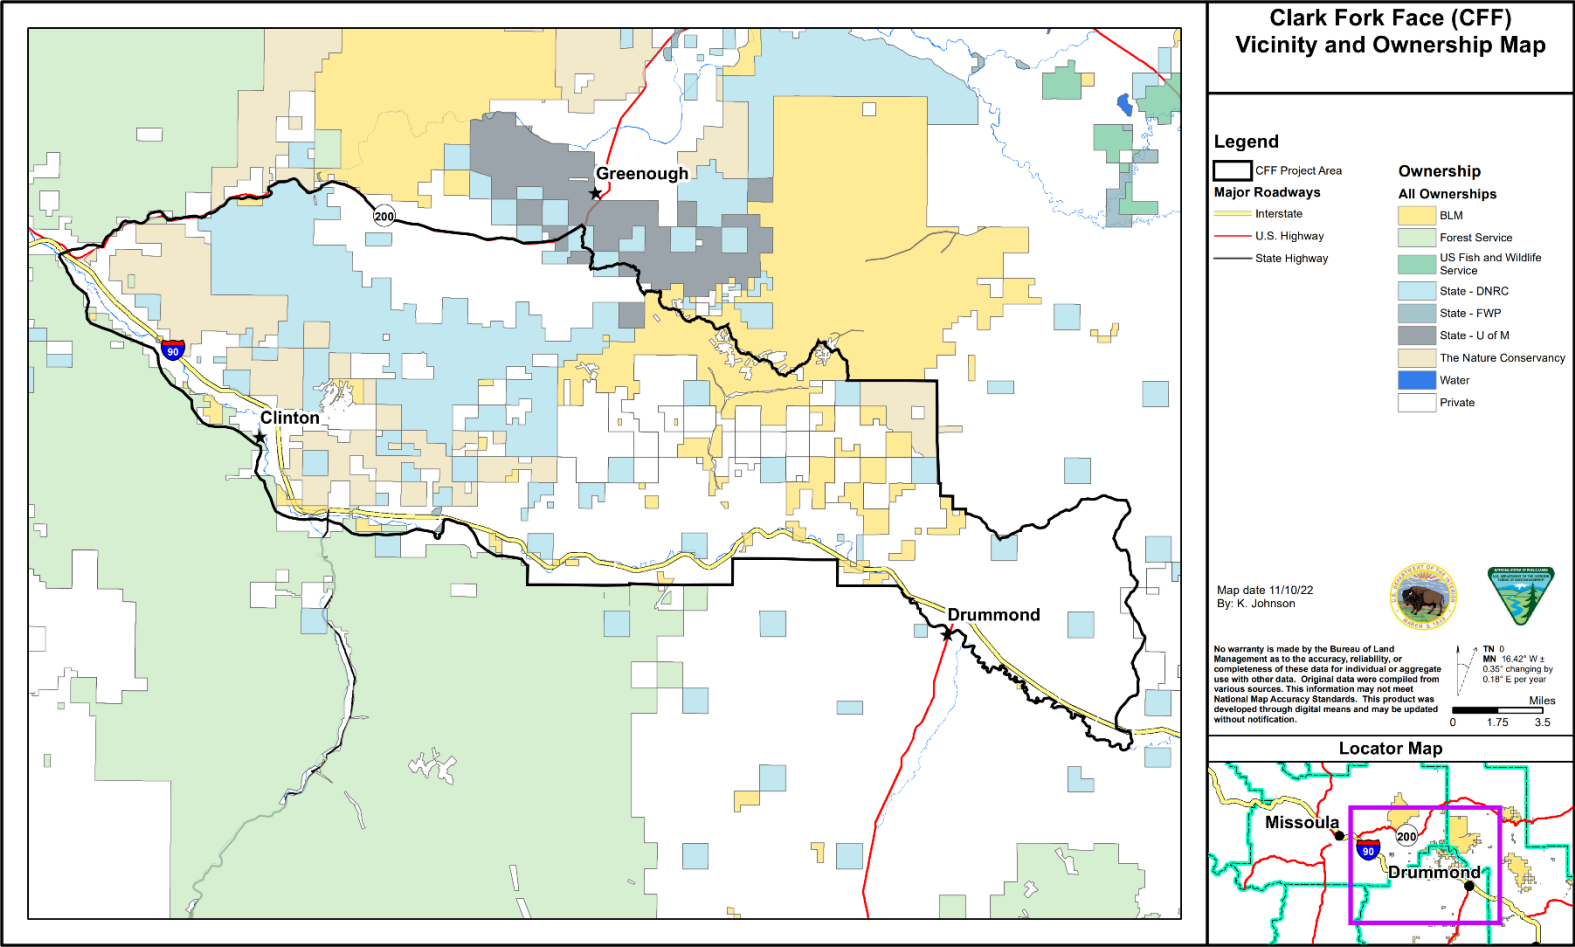 Clark Fork Face (CFF)
Vicinity and Ownership Map
Greenough
200
90
Clinton
Drummond
Legend
CFF Project Area
Major Roadways
Interstate
U.S. Highway
State Highway
Ownership
All Ownerships
BLM
Forest Service
US Fish and Wildlife
Service
State - DNRC
State - FWP
State - U of M
The Nature Conservancy
Water
Private
Map date 11/10/22
By: K. Johnson
No warranty is made by the Bureau of Land
Management as to the accuracy, reliability, or
completeness of these data for individual or aggregate
use with other data. Original data were compiled from
various sources. This information may not meet
National Map Accuracy Standards. This product was
developed through digital means and may be updated
without notification.
TN 0
MN 16.42° W ±
0.35° changing by
0.18° E per year
Miles
0 1.75 3.5
Locator Map
Missoula
200
90
Drummond